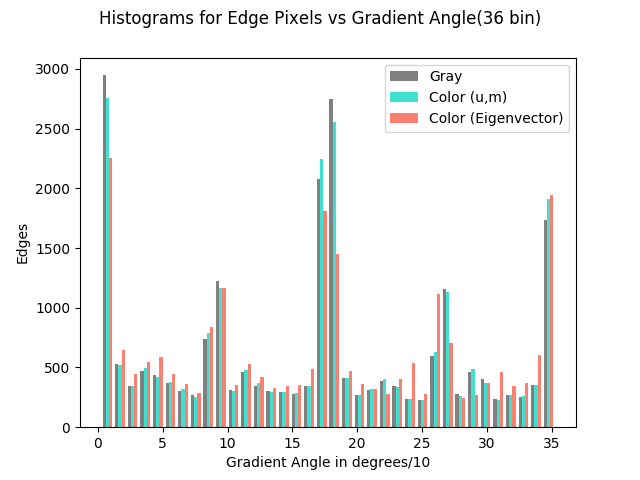 Histograms for Edge Pixels vs Gradient Angle(36 bin)
Gray
Color (u,m)
Color (Eigenvector)
3000
2500
2000
1500
1000
500
0
Edges
0 5 10 15 20 25 30 35
Gradient Angle in degrees/10